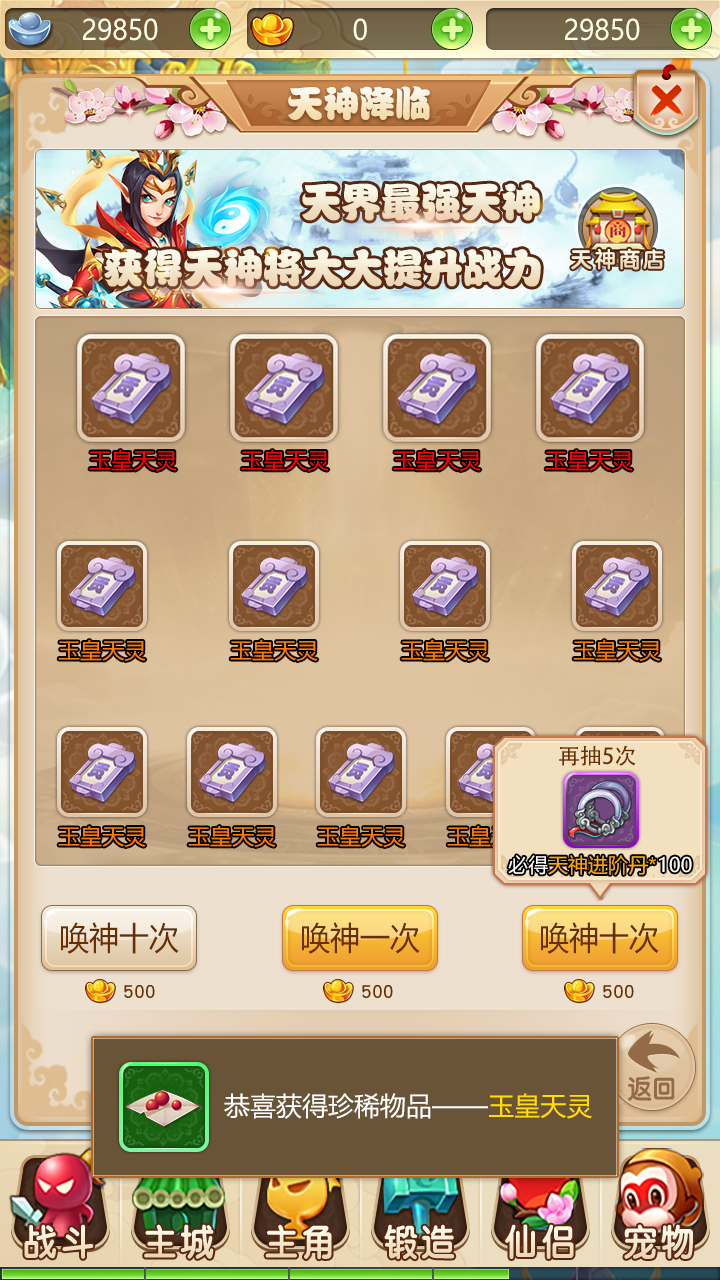 29850
0
29850
天神降临
天界最强天神
获得天神将大大提升战力
商
天神商店
玉皇天灵 玉皇天灵 玉皇天灵 玉皇天灵
玉皇天灵 玉皇天灵 玉皇天灵 玉皇天灵
玉皇天灵 玉皇天灵 玉皇天灵 玉皇
再抽5次
必得天神进阶丹*100
唤神十次 唤神一次 唤神十次
500 500 500
返回
恭喜获得珍稀物品——玉皇天灵
战斗 主城 主角 锻造 仙侣 宠物